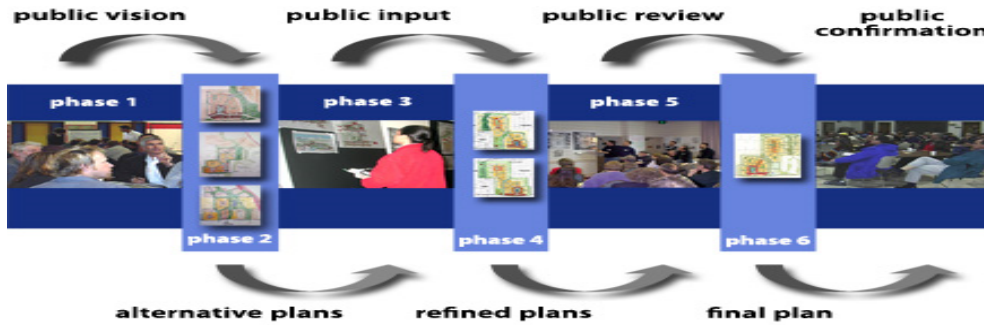 public vision
public input
public review
public
confirmation
phase 1
phase 3
phase 5
phase 2
phase 4
phase 6
alternative plans
refined plans
final plan